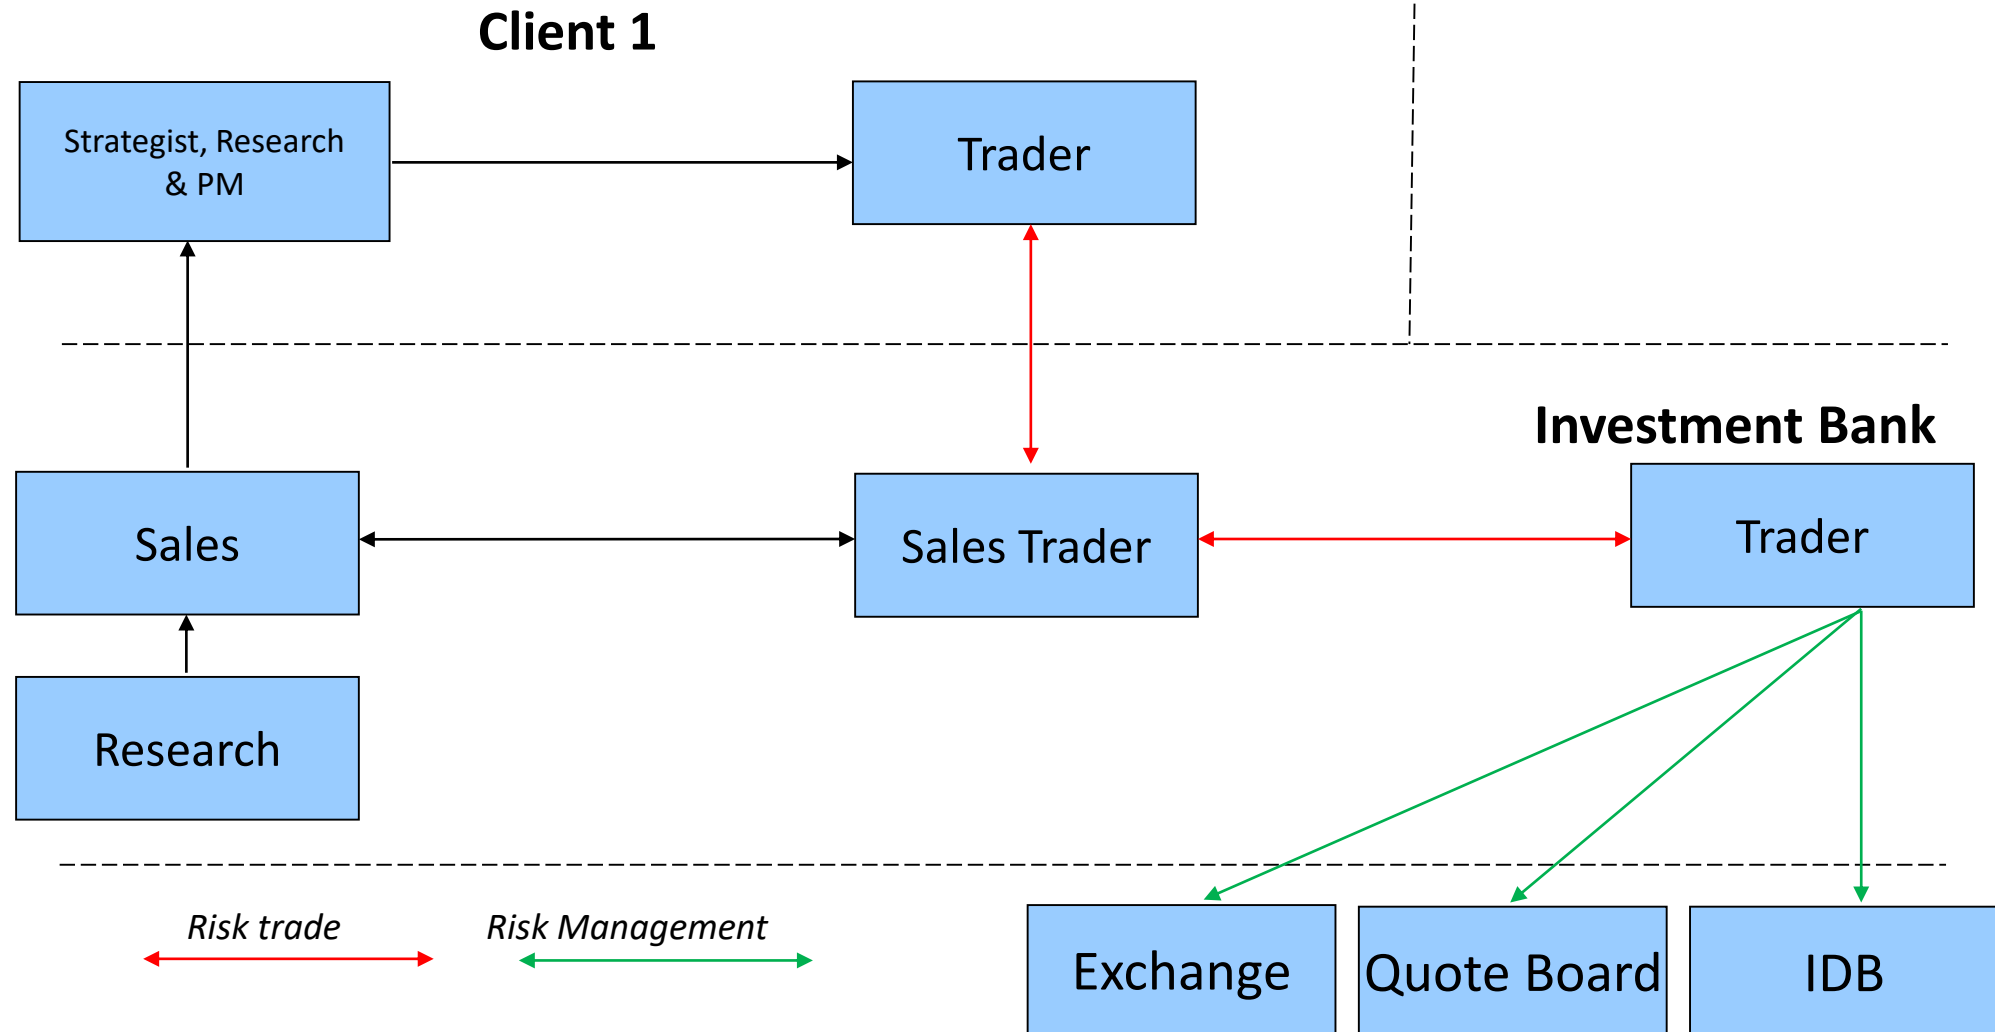 Client 1
Strategist, Research
& PM
Trader
Investment Bank
Sales
Sales Trader
Trader
Research
Risk trade
Risk Management
Exchange
Quote Board
IDB